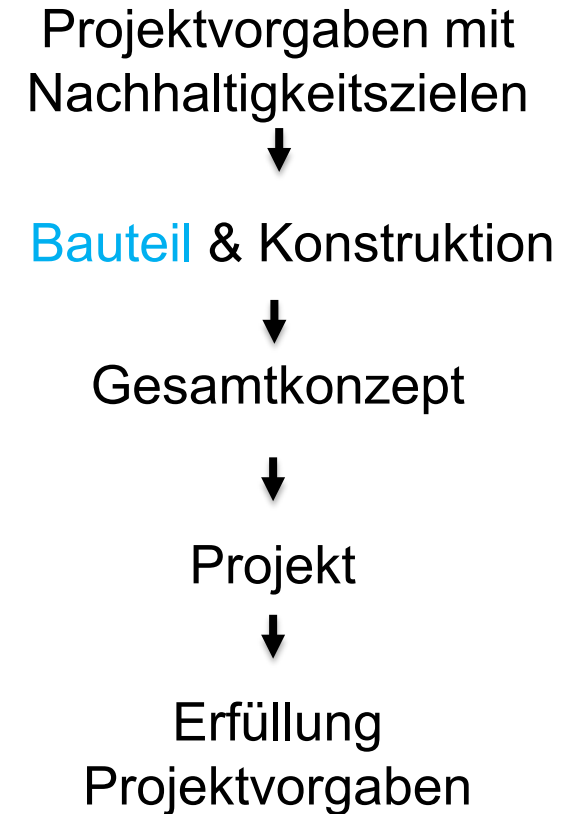 Projektvorgaben mit
Nachhaltigkeitszielen
Bauteil & Konstruktion
Gesamtkonzept
Projekt
Erfüllung
Projektvorgaben